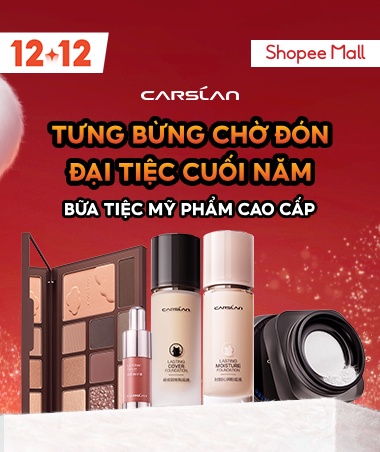 12✦12
Shopee Mall
CARSLAN
TƯNG BỪNG CHỜ ĐÓN
ĐẠI TIỆC CUỐI NĂM
BỮA TIỆC MỸ PHẨM CAO CẤP
CARSLAN
LASTING
COVER
FOUNDATION
CARSLAN
LASTING
MOISTURE
FOUNDATION